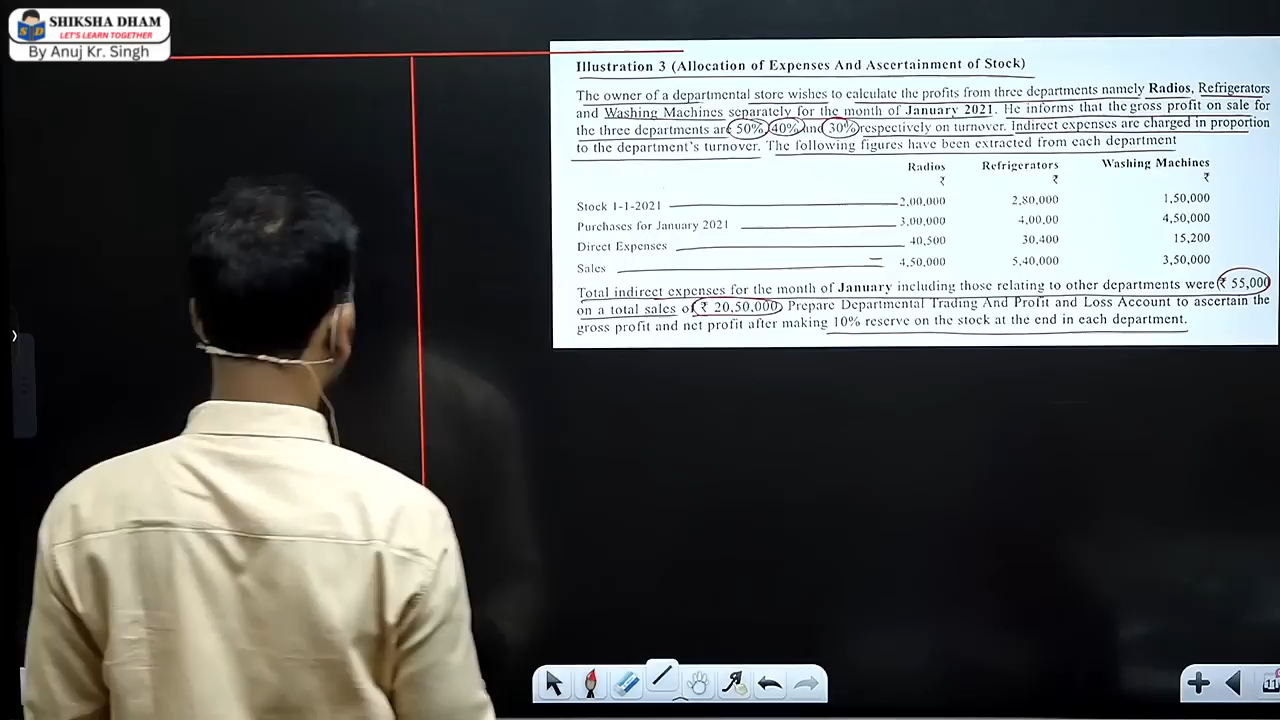 SHIKSHA DHAM
LET'S LEARN TOGETHER
By Anuj Kr. Singh
Illustration 3 (Allocation of Expenses And Ascertainment of Stock)
The owner of a departmental store wishes to calculate the profits from three departments namely Radios, Refrigerators
and Washing Machines separately for the month of January 2021. He informs that the gross profit on sale for
the three departments are 50% 40% and 30% respectively on turnover. Indirect expenses are charged in proportion
to the department's turnover. The following figures have been extracted from each department
Radios Refrigerators Washing Machines
₹ ₹ ₹
Stock 1-1-2021 2,00,000 2,80,000 1,50,000
Purchases for January 2021 3,00,000 4,00,00 4,50,000
Direct Expenses 40,500 30,400 15,200
Sales 4,50,000 5,40,000 3,50,000
Total indirect expenses for the month of January including those relating to other departments were ₹ 55,000
on a total sales of ₹ 20,50,000 Prepare Departmental Trading And Profit and Loss Account to ascertain the
gross profit and net profit after making 10% reserve on the stock at the end in each department.
11